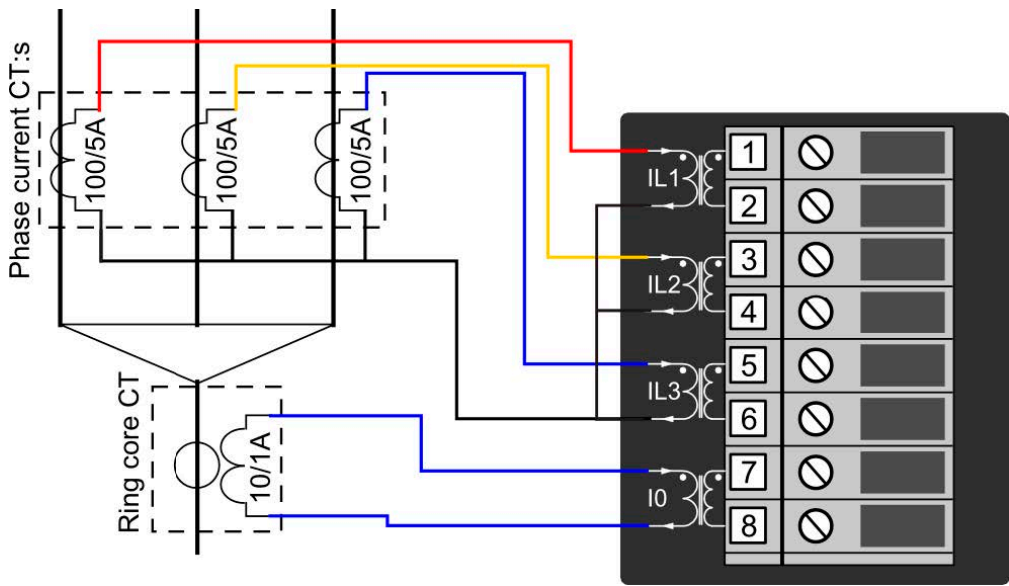 Phase current CT:s
100/5A
100/5A
100/5A
Ring core CT
10/1A
IL1
IL2
IL3
I0
1
2
3
4
5
6
7
8